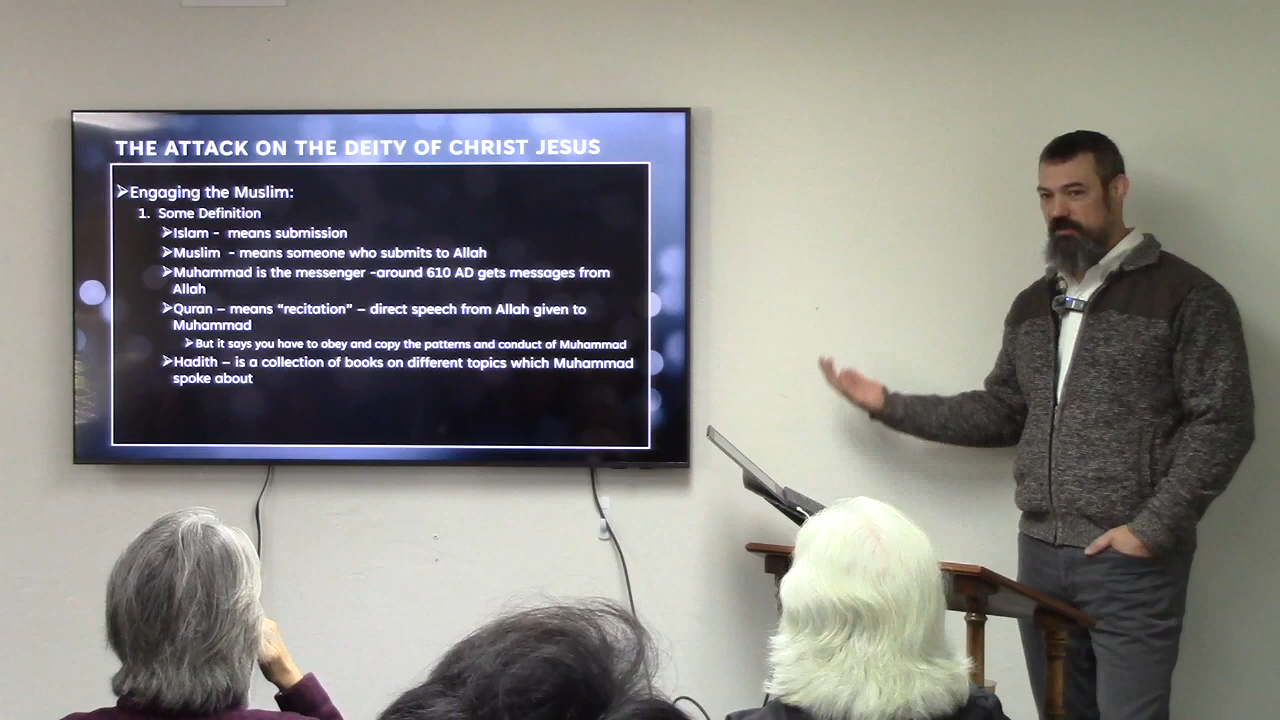 THE ATTACK ON THE DEITY OF CHRIST JESUS
➢Engaging the Muslim:
1. Some Definition
➢Islam - means submission
➢Muslim - means someone who submits to Allah
➢Muhammad is the messenger -around 610 AD gets messages from
Allah
➢Quran – means “recitation” – direct speech from Allah given to
Muhammad
➢But it says you have to obey and copy the patterns and conduct of Muhammad
➢Hadith – is a collection of books on different topics which Muhammad
spoke about